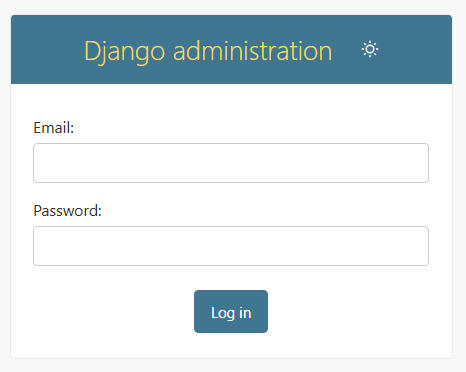 Django administration
Email:
Password:
Log in